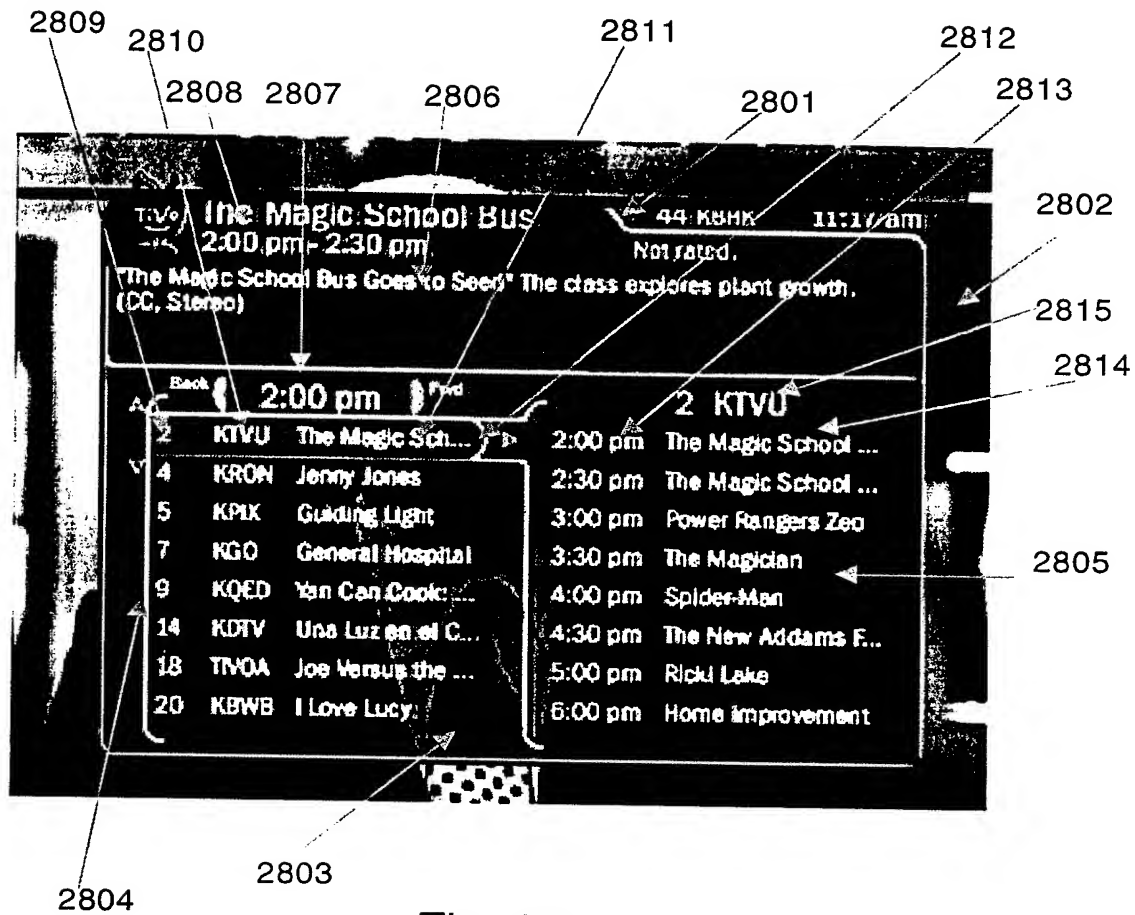 2809
2810
2811
2812
2808 2807 2806 2801
2813
TiVo The Magic School Bus 44 KBHK 11:17 am
2:00 pm - 2:30 pm Not rated.
"The Magic School Bus Goes to Seed" The class explores plant growth.
(CC, Stereo)
2802
2815
2814
Back 2:00 pm Fwd 2 KTVU
2 KTVU The Magic Sch... 2:00 pm The Magic School ...
4 KRON Jenny Jones 2:30 pm The Magic School ...
5 KPIX Guiding Light 3:00 pm Power Rangers Zeo
7 KGO General Hospital 3:30 pm The Magician
2805
9 KQED Yan Can Cook: ... 4:00 pm Spider-Man
14 KDTV Una Luz en el C... 4:30 pm The New Addams F...
18 TIVOA Joe Versus the ... 5:00 pm Ricki Lake
20 KBWB I Love Lucy 6:00 pm Home Improvement
2803
2804